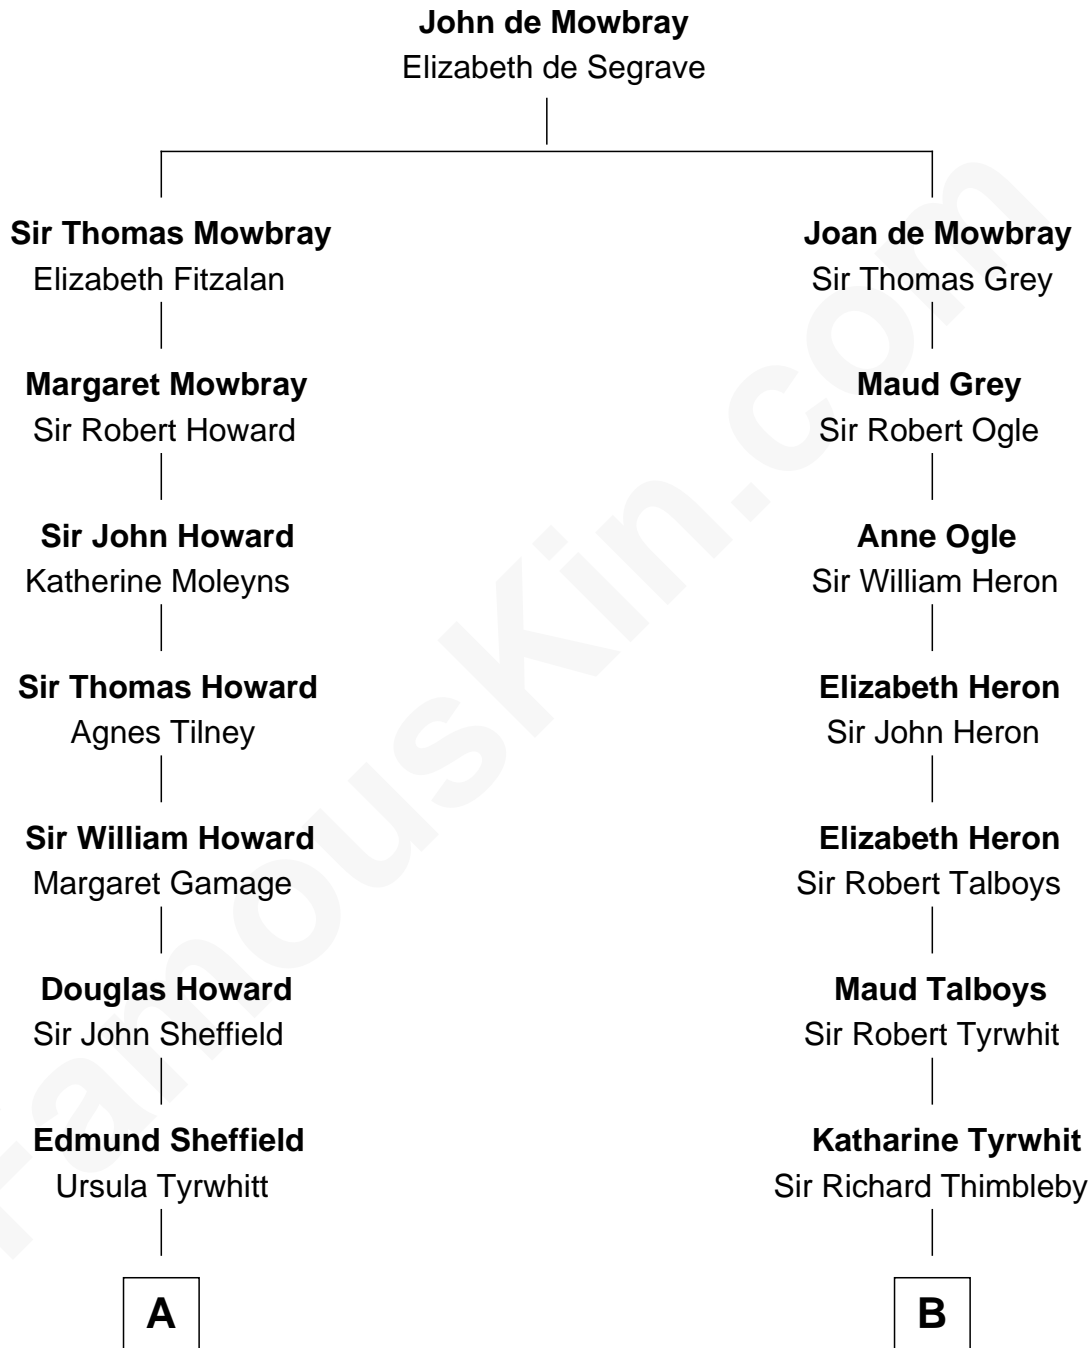 John de Mowbray
Elizabeth de Segrave
Sir Thomas Mowbray
Elizabeth Fitzalan
Joan de Mowbray
Sir Thomas Grey
Margaret Mowbray
Sir Robert Howard
Maud Grey
Sir Robert Ogle
Sir John Howard
Katherine Moleyns
Anne Ogle
Sir William Heron
Sir Thomas Howard
Agnes Tilney
Elizabeth Heron
Sir John Heron
Sir William Howard
Margaret Gamage
Elizabeth Heron
Sir Robert Talboys
Douglas Howard
Sir John Sheffield
Maud Talboys
Sir Robert Tyrwhit
Edmund Sheffield
Ursula Tyrwhitt
Katharine Tyrwhit
Sir Richard Thimbleby
A
B
FamousKin.com